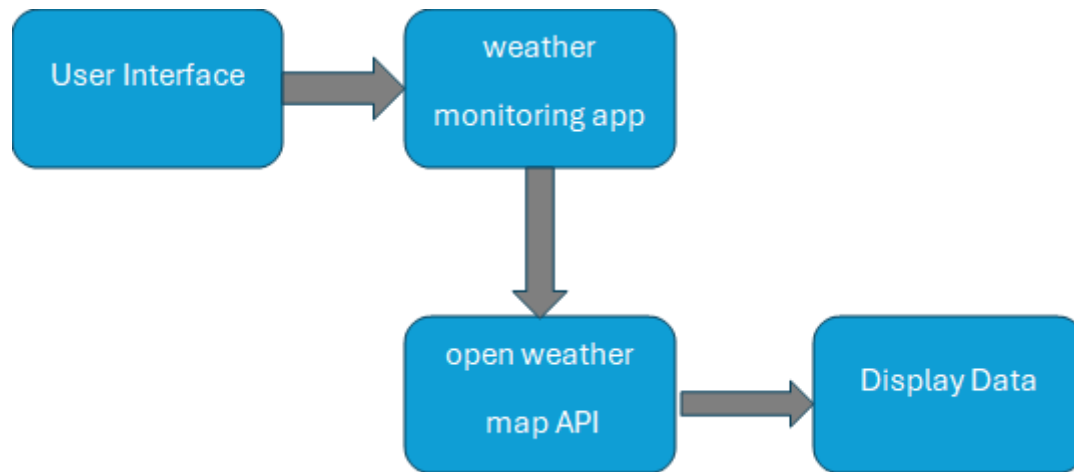 User Interface
weather
monitoring app
open weather
map API
Display Data